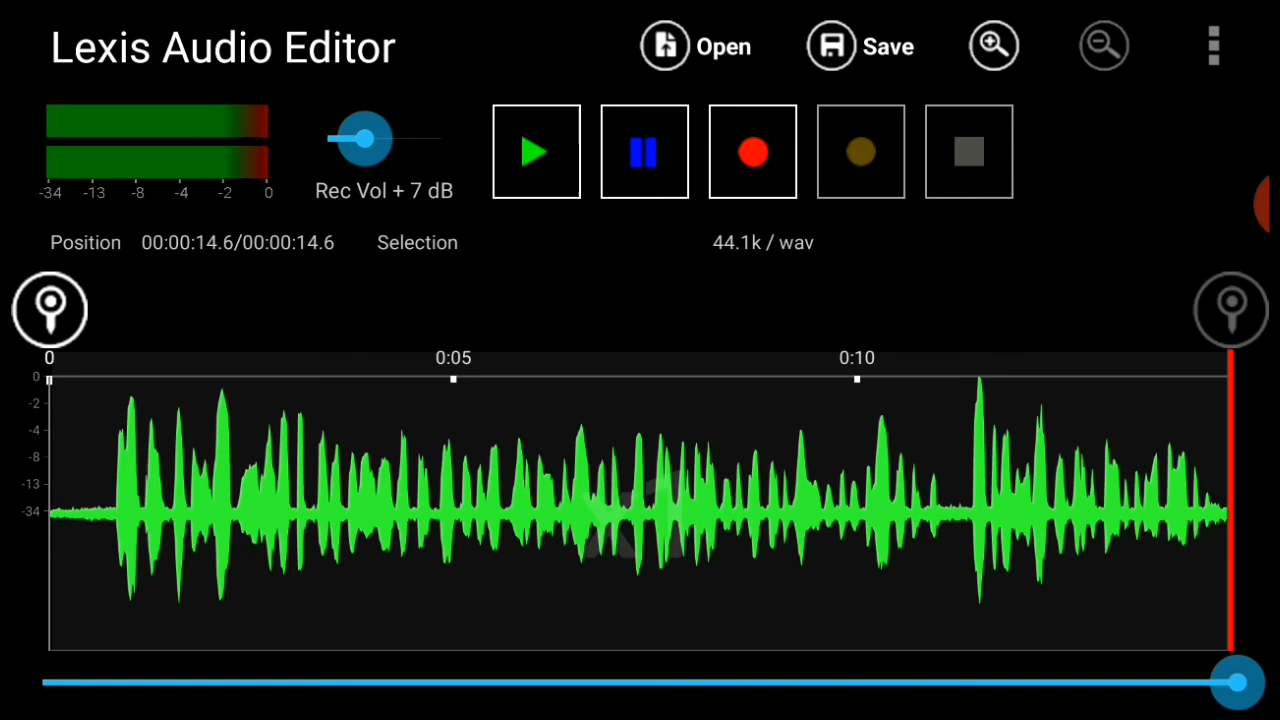 Lexis Audio Editor Open Save
-34 -13 -8 -4 -2 0
Rec Vol + 7 dB
Position 00:00:14.6/00:00:14.6 Selection 44.1k / wav
0 0:05 0:10
0
-2
-4
-8
-13
-34
x1